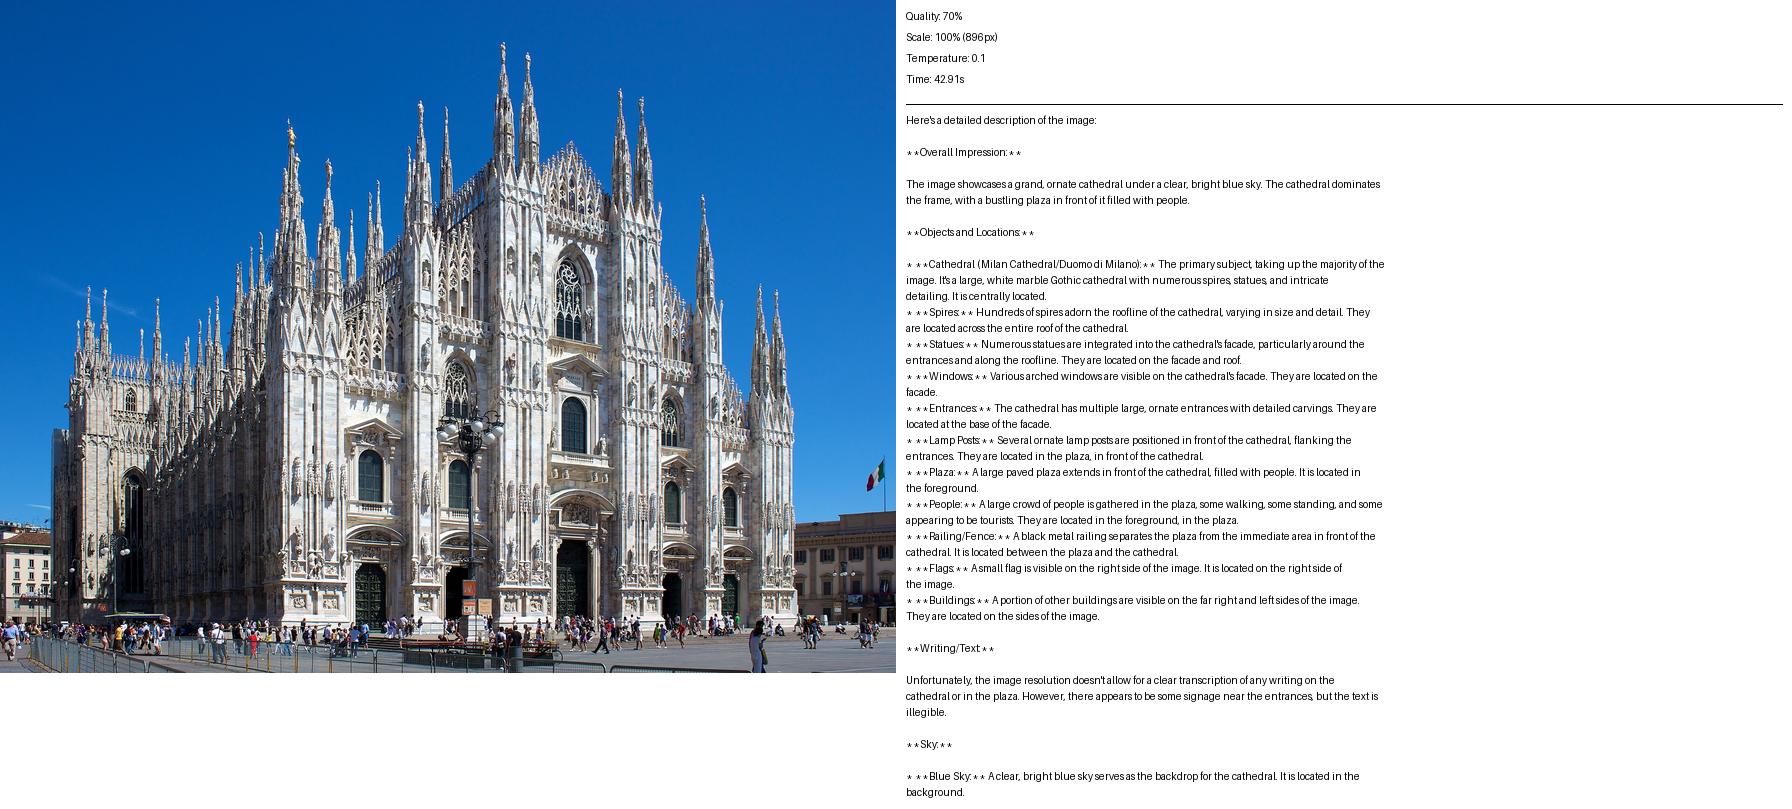 Quality: 70%
Scale: 100% (896px)
Temperature: 0.1
Time: 42.91s
Here's a detailed description of the image:
**Overall Impression:**
The image showcases a grand, ornate cathedral under a clear, bright blue sky. The cathedral dominates
the frame, with a bustling plaza in front of it filled with people.
**Objects and Locations:**
* **Cathedral (Milan Cathedral/Duomo di Milano):** The primary subject, taking up the majority of the
image. It's a large, white marble Gothic cathedral with numerous spires, statues, and intricate
detailing. It is centrally located.
* **Spires:** Hundreds of spires adorn the roofline of the cathedral, varying in size and detail. They
are located across the entire roof of the cathedral.
* **Statues:** Numerous statues are integrated into the cathedral's facade, particularly around the
entrances and along the roofline. They are located on the facade and roof.
* **Windows:** Various arched windows are visible on the cathedral's facade. They are located on the
facade.
* **Entrances:** The cathedral has multiple large, ornate entrances with detailed carvings. They are
located at the base of the facade.
* **Lamp Posts:** Several ornate lamp posts are positioned in front of the cathedral, flanking the
entrances. They are located in the plaza, in front of the cathedral.
* **Plaza:** A large paved plaza extends in front of the cathedral, filled with people. It is located in
the foreground.
* **People:** A large crowd of people is gathered in the plaza, some walking, some standing, and some
appearing to be tourists. They are located in the foreground, in the plaza.
* **Railing/Fence:** A black metal railing separates the plaza from the immediate area in front of the
cathedral. It is located between the plaza and the cathedral.
* **Flags:** A small flag is visible on the right side of the image. It is located on the right side of
the image.
* **Buildings:** A portion of other buildings are visible on the far right and left sides of the image.
They are located on the sides of the image.
**Writing/Text:**
Unfortunately, the image resolution doesn't allow for a clear transcription of any writing on the
cathedral or in the plaza. However, there appears to be some signage near the entrances, but the text is
illegible.
**Sky:**
* **Blue Sky:** A clear, bright blue sky serves as the backdrop for the cathedral. It is located in the
background.